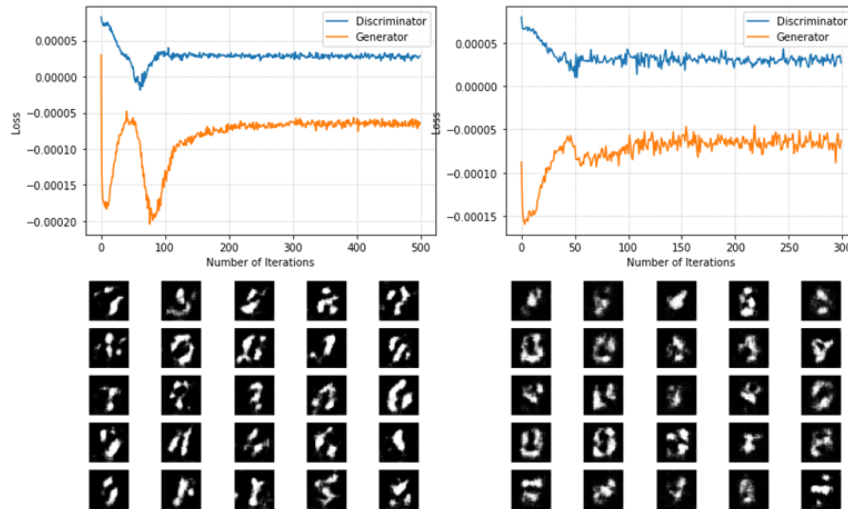 Discriminator
Generator
0.00005
0.00000
−0.00005
−0.00010
−0.00015
−0.00020
Loss
0 100 200 300 400 500
Number of Iterations
Discriminator
Generator
0.00005
0.00000
−0.00005
−0.00010
−0.00015
Loss
0 50 100 150 200 250 300
Number of Iterations